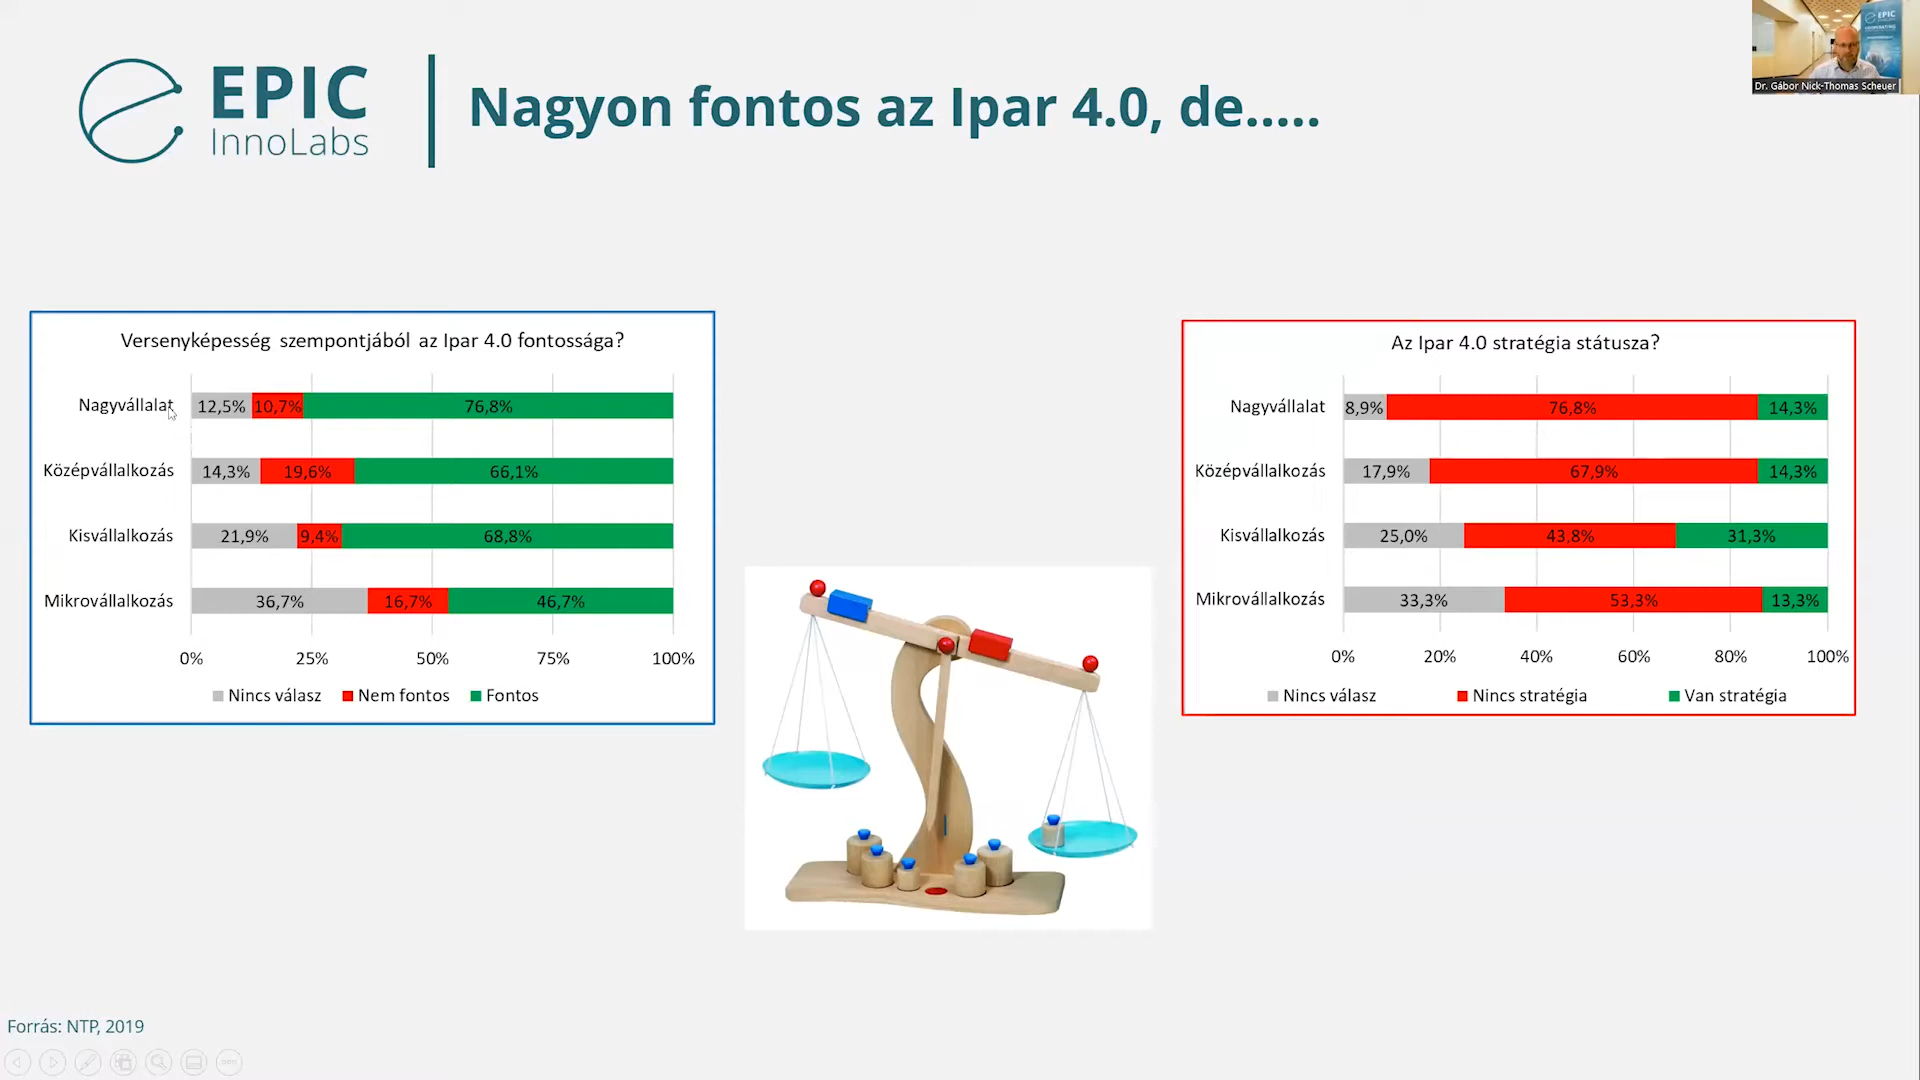 EPIC
InnoLabs
Nagyon fontos az Ipar 4.0, de.....
Dr. Gábor Nick-Thomas Scheuer
Versenyképesség szempontjából az Ipar 4.0 fontossága?
Nagyvállalat 12,5% 10,7% 76,8%
Középvállalkozás 14,3% 19,6% 66,1%
Kisvállalkozás 21,9% 9,4% 68,8%
Mikrovállalkozás 36,7% 16,7% 46,7%
0% 25% 50% 75% 100%
Nincs válasz Nem fontos Fontos
Az Ipar 4.0 stratégia státusza?
Nagyvállalat 8,9% 76,8% 14,3%
Középvállalkozás 17,9% 67,9% 14,3%
Kisvállalkozás 25,0% 43,8% 31,3%
Mikrovállalkozás 33,3% 53,3% 13,3%
0% 20% 40% 60% 80% 100%
Nincs válasz Nincs stratégia Van stratégia
Forrás: NTP, 2019